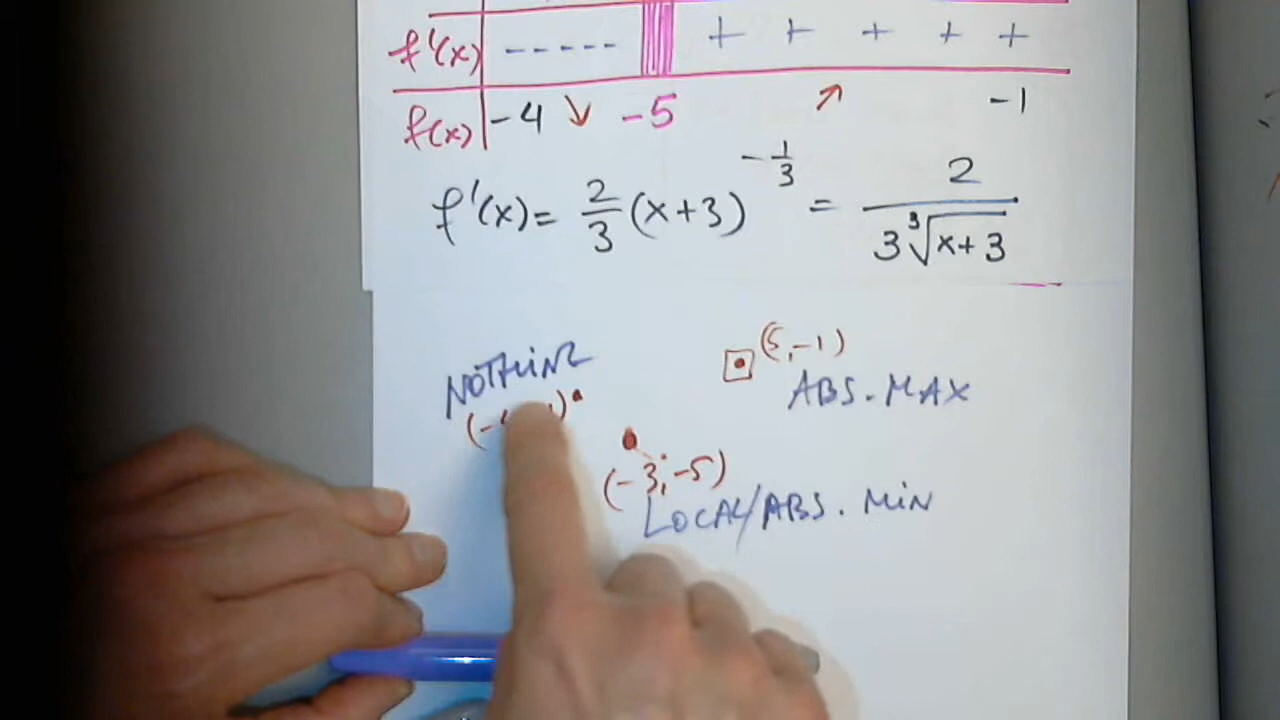 f'(x) ----- + + + + +
f(x) -4 ↘ -5 ↗ -1
f'(x) = 2/3 (x+3)^(-1/3) = 2/(3∛(x+3))
NOTHING
(5,-1)
ABS. MAX
(-3,-5)
LOCAL/ABS. MIN